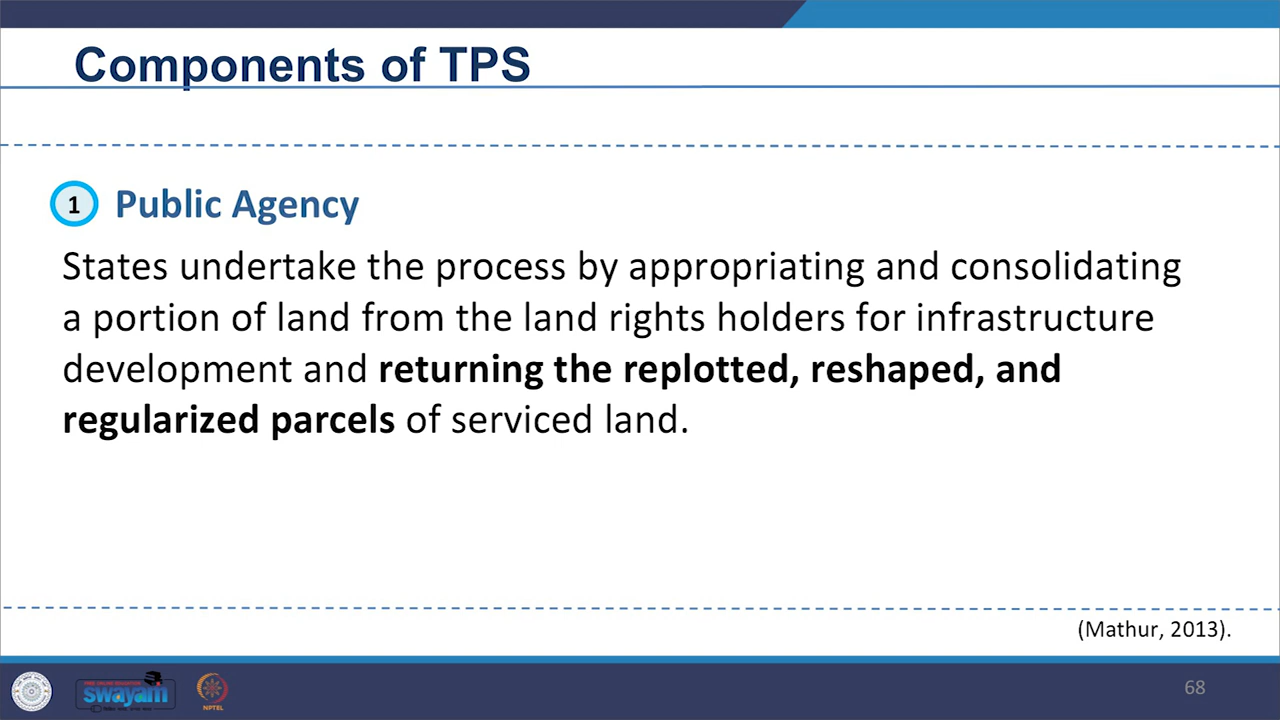 Components of TPS
1 Public Agency
States undertake the process by appropriating and consolidating
a portion of land from the land rights holders for infrastructure
development and returning the replotted, reshaped, and
regularized parcels of serviced land.
(Mathur, 2013).
swayam
NPTEL
68